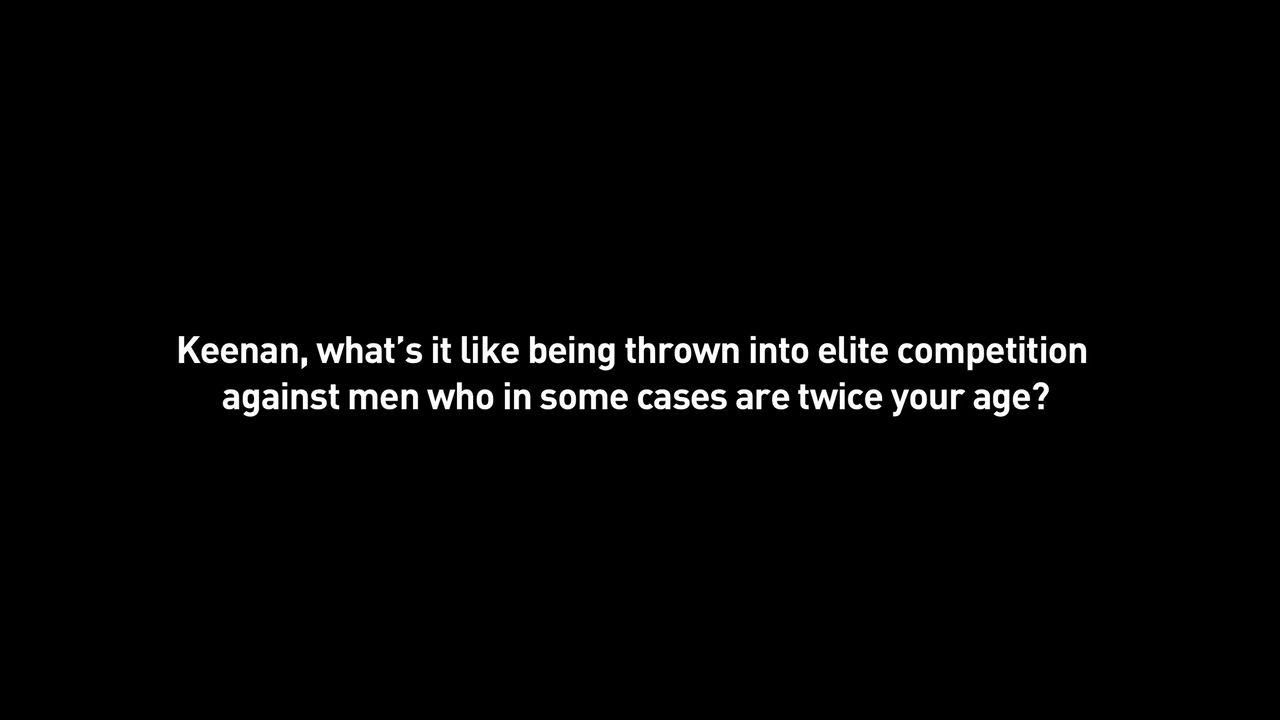 Keenan, what’s it like being thrown into elite competition
against men who in some cases are twice your age?